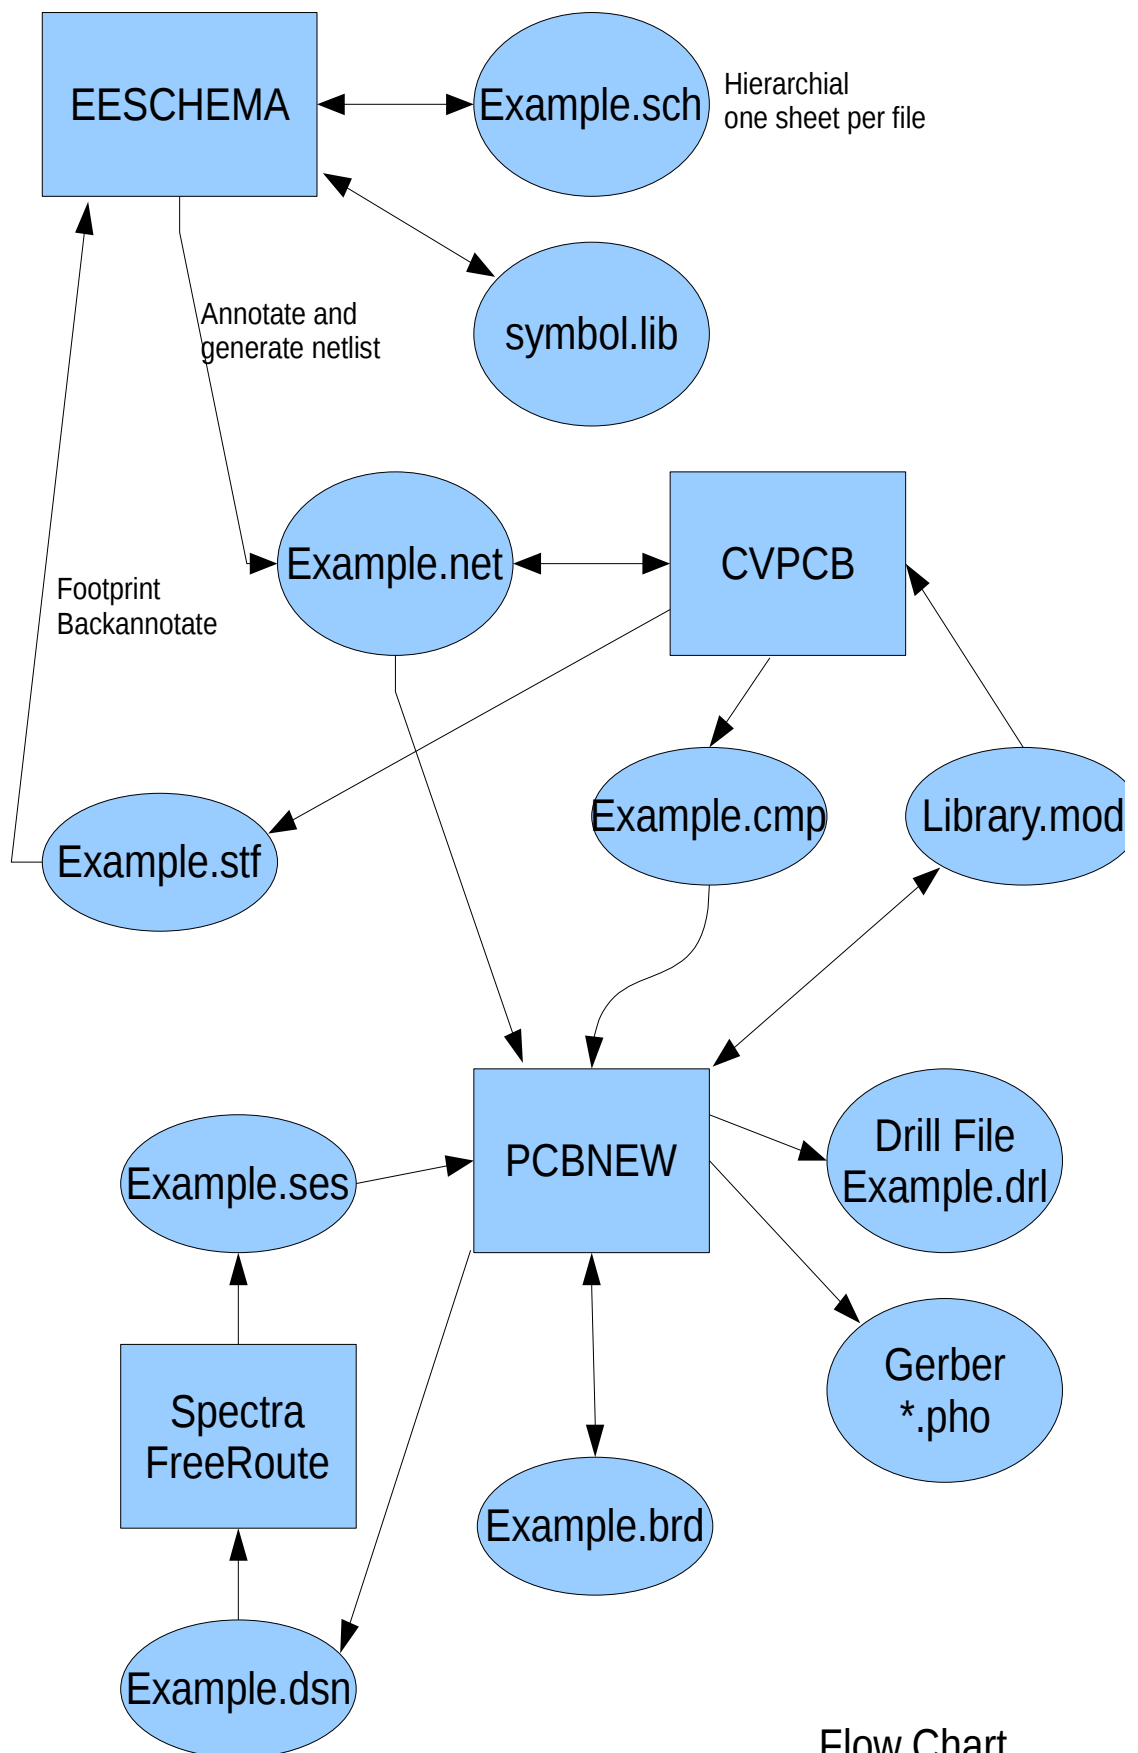 EESCHEMA
Example.sch
Hierarchial
one sheet per file
symbol.lib
Annotate and
generate netlist
Example.net
CVPCB
Footprint
Backannotate
Example.stf
Example.cmp
Library.mod
PCBNEW
Example.ses
Drill File
Example.drl
Spectra
FreeRoute
Gerber
*.pho
Example.brd
Example.dsn
Flow Chart